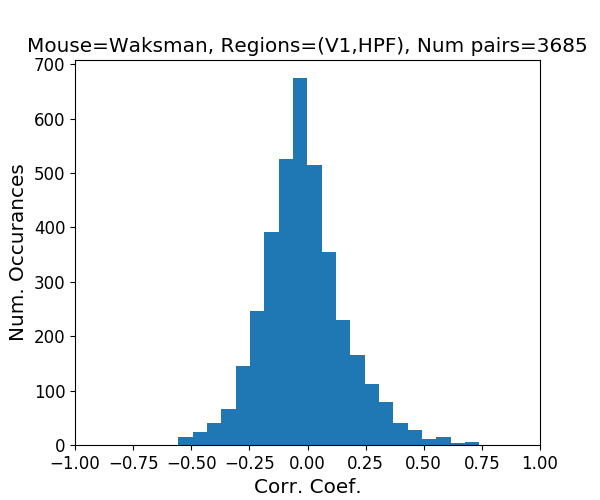 Mouse=Waksman, Regions=(V1,HPF), Num pairs=3685
700
600
500
400
300
200
100
0
Num. Occurances
−1.00 −0.75 −0.50 −0.25 0.00 0.25 0.50 0.75 1.00
Corr. Coef.